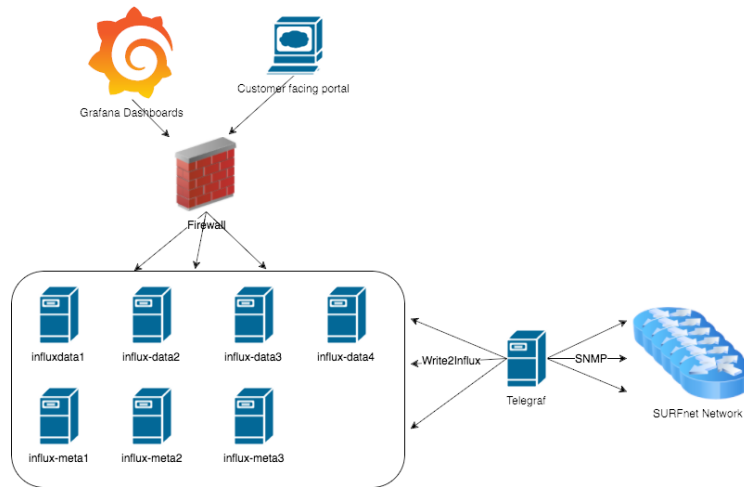 Grafana Dashboards
Customer facing portal
Firewall
influxdata1
influx-data2
influx-data3
influx-data4
Write2Influx
SNMP
Telegraf
SURFnet Network
influx-meta1
influx-meta2
influx-meta3